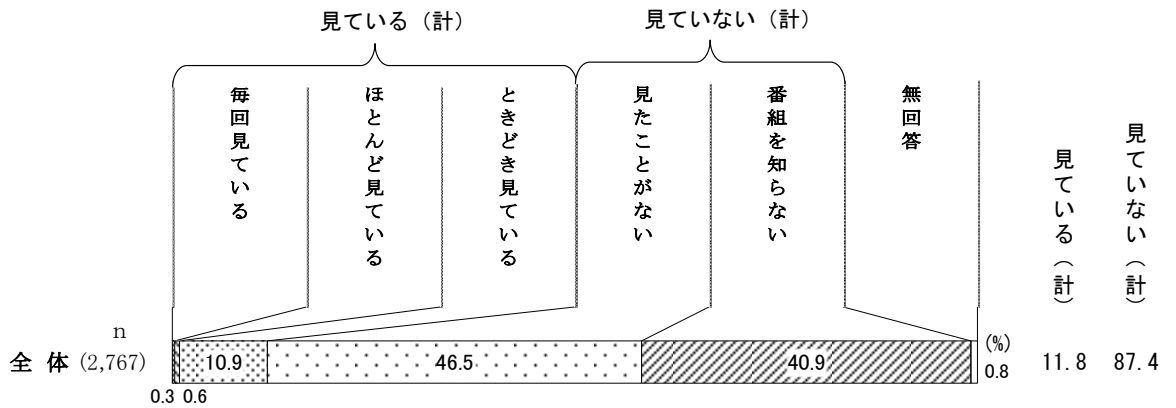 見ている（計）
見ていない（計）
毎回見ている
ほとんど見ている
ときどき見ている
見たことがない
番組を知らない
無回答
見ている（計）
見ていない（計）
n
(%)
全 体 (2,767)
10.9
46.5
40.9
0.8
11.8
87.4
0.3
0.6